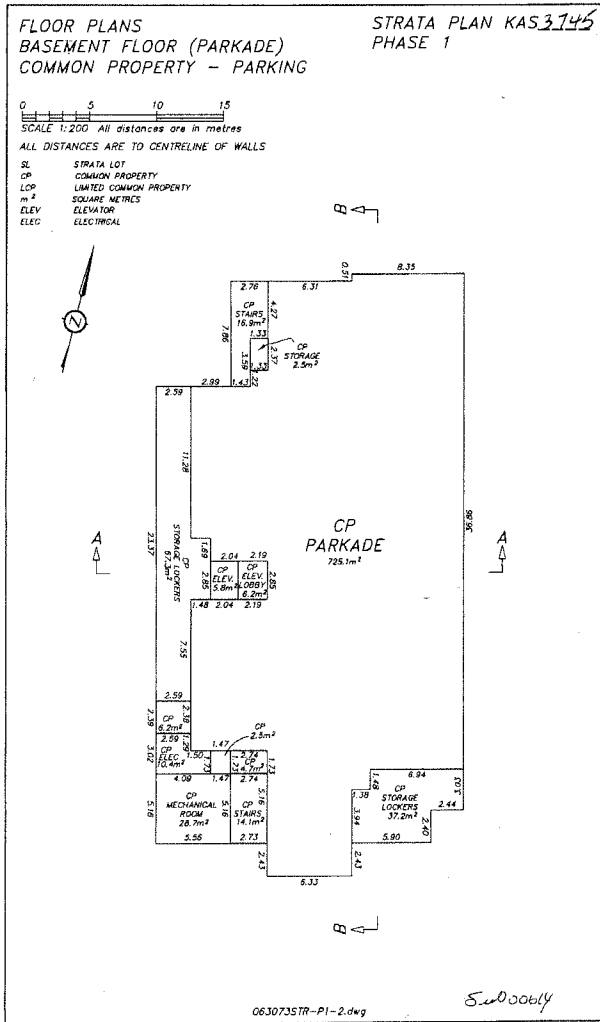 FLOOR PLANS
BASEMENT FLOOR (PARKADE)
COMMON PROPERTY - PARKING
STRATA PLAN KAS 3745
PHASE 1
0 5 10 15
SCALE 1:200 All distances are in metres
ALL DISTANCES ARE TO CENTRELINE OF WALLS
SL STRATA LOT
CP COMMON PROPERTY
LCP LIMITED COMMON PROPERTY
m² SQUARE METRES
ELEV ELEVATOR
ELEC ELECTRICAL
Z
B
0.51
8.35
2.76
6.31
CP
STAIRS
16.9m²
4.27
7.86
1.33
CP
STORAGE
2.5m²
3.59
2.37
1.33
1.22
2.59
2.99
1.43
11.28
23.37
CP
STORAGE LOCKERS
67.3m²
CP
PARKADE
725.1m²
36.86
A
A
1.69
2.04
2.19
2.85
CP
ELEV.
5.8m²
CP
ELEV.
LOBBY
6.2m²
2.85
1.48
2.04
2.19
7.55
2.59
2.39
CP
6.2m²
2.38
CP
2.5m²
2.59
1.29
1.47
3.02
CP
ELEC
10.4m²
1.50
1.73
1.73
2.74
CP
4.7m²
1.73
4.09
1.47
2.74
6.94
1.48
1.38
3.03
2.44
5.16
CP
MECHANICAL
ROOM
28.7m²
5.16
CP
STAIRS
14.1m²
5.16
CP
STORAGE
LOCKERS
37.2m²
3.94
2.40
5.56
2.73
5.90
2.43
2.43
6.33
B
063073STR-P1-2.dwg